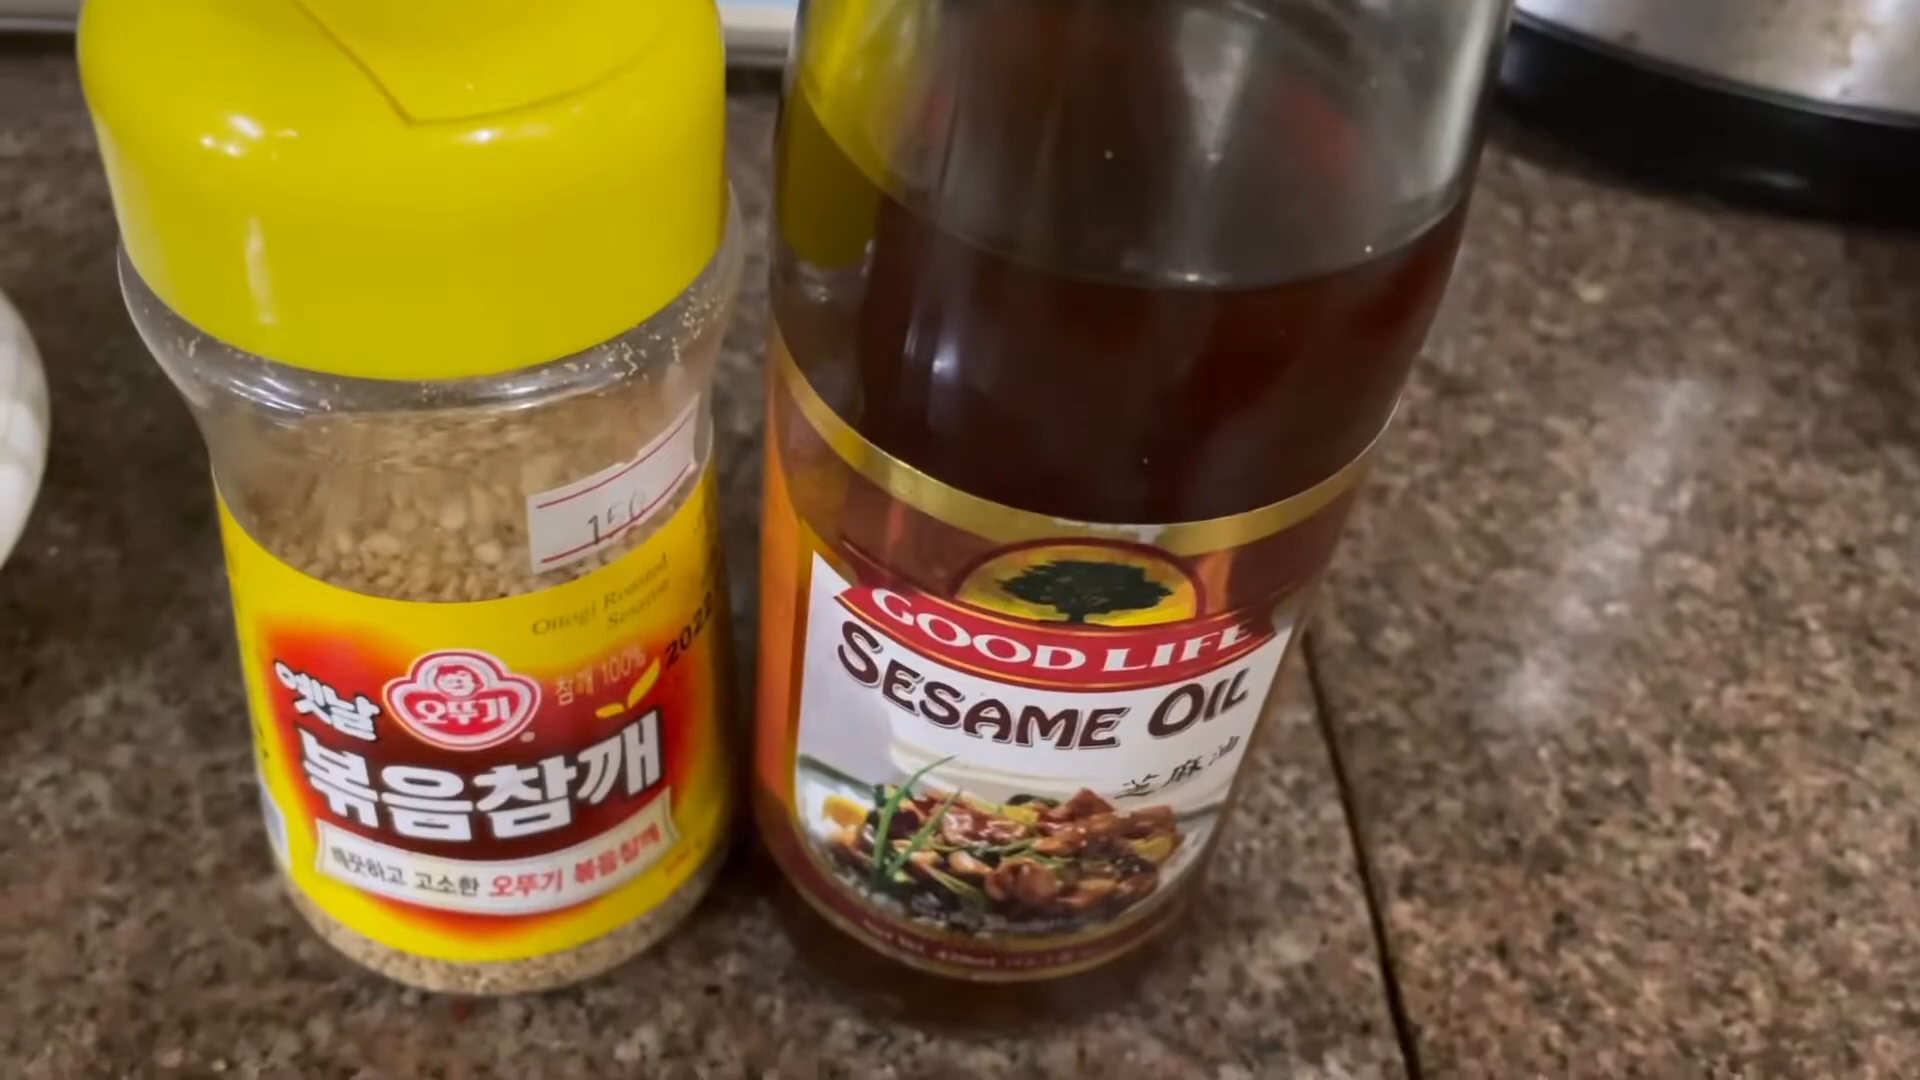 Ottogi Roasted
Sesame
2022
참깨 100%
옛날
오뚜기
볶음참깨
깨끗하고 고소한 오뚜기 볶음참깨
GOOD LIFE
SESAME OIL
芝麻油